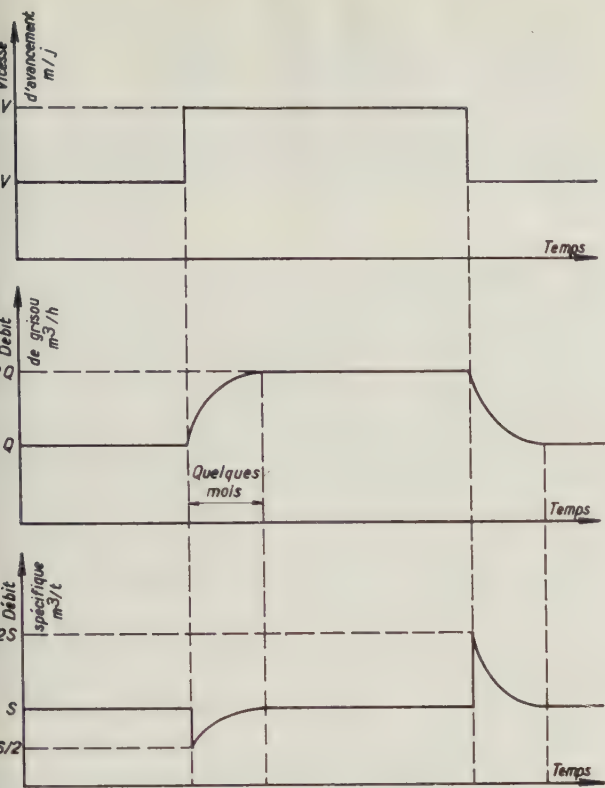 Vitesse
d'avancement
m/j
V
V
Temps
Débit
de grisou
m³/h
Q
Q
Quelques
mois
Temps
Débit
spécifique
m³/t
2S
S
S/2
Temps